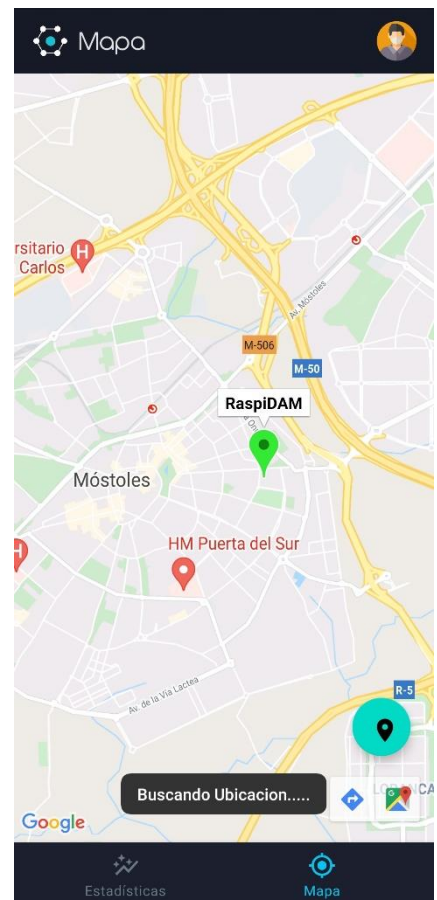 Mapa
rsitario
Carlos
Av. Móstoles
M-506
M-50
RaspiDAM
Móstoles
HM Puerta del Sur
Av. de la Vía Lactea
R-5
Buscando Ubicacion.....
Google
Estadísticas
Mapa